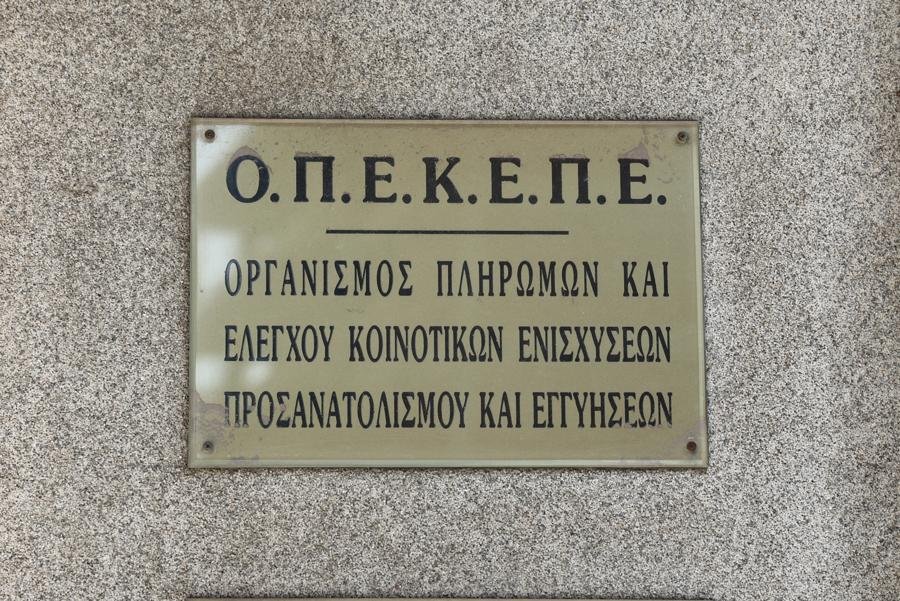 Ο.Π.Ε.Κ.Ε.Π.Ε.
ΟΡΓΑΝΙΣΜΟΣ ΠΛΗΡΩΜΩΝ ΚΑΙ
ΕΛΕΓΧΟΥ ΚΟΙΝΟΤΙΚΩΝ ΕΝΙΣΧΥΣΕΩΝ
ΠΡΟΣΑΝΑΤΟΛΙΣΜΟΥ ΚΑΙ ΕΓΓΥΗΣΕΩΝ